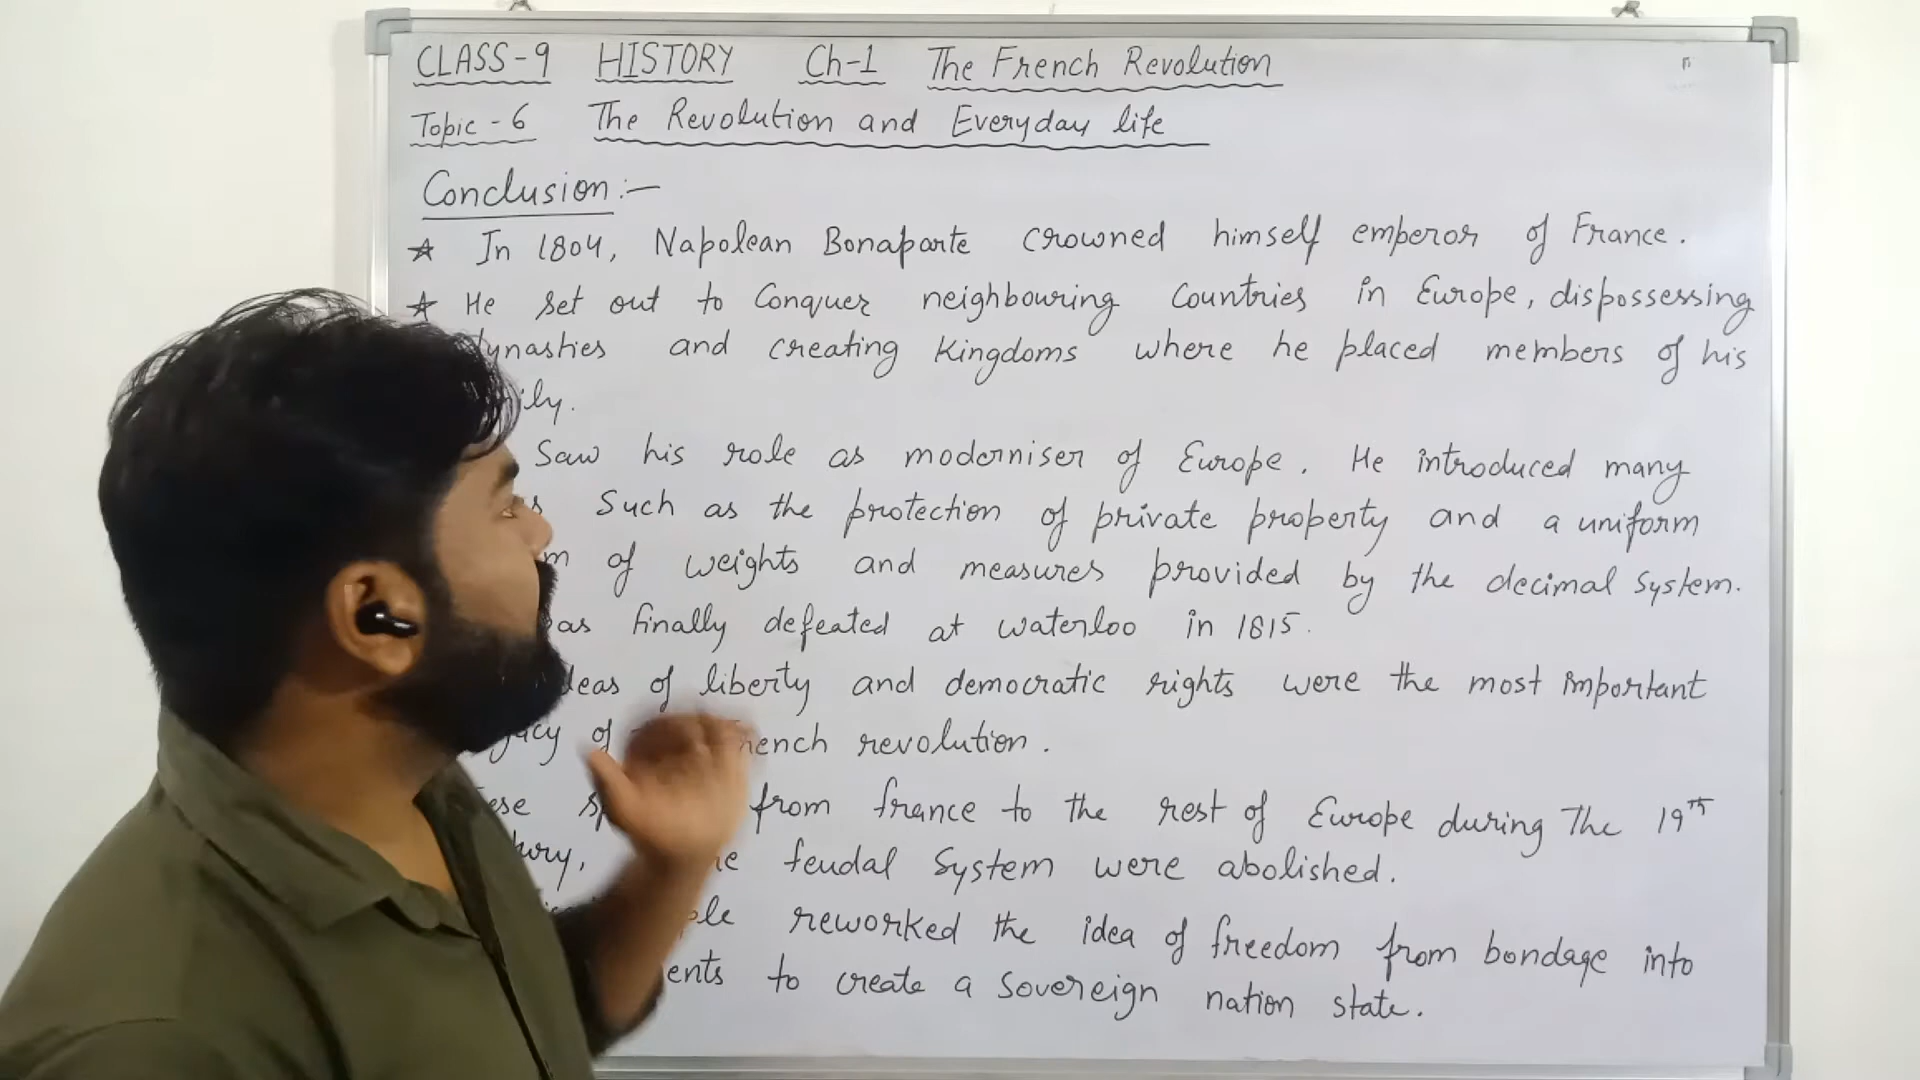 CLASS-9 HISTORY Ch-1 The French Revolution
Topic-6 The Revolution and Everyday life
Conclusion:-
☆ In 1804, Napolean Bonaparte crowned himself emperor of France.
☆ He set out to Conquer neighbouring Countries in Europe, dispossessing
dynasties and creating Kingdoms where he placed members of his
Saw his role as moderniser of Europe. He introduced many
Such as the protection of private property and a uniform
of weights and measures provided by the decimal System.
finally defeated at waterloo in 1815.
of liberty and democratic rights were the most important
of French revolution.
from france to the rest of Europe during The 19th
feudal System were abolished.
reworked the idea of freedom from bondage into
to create a Sovereign nation state.